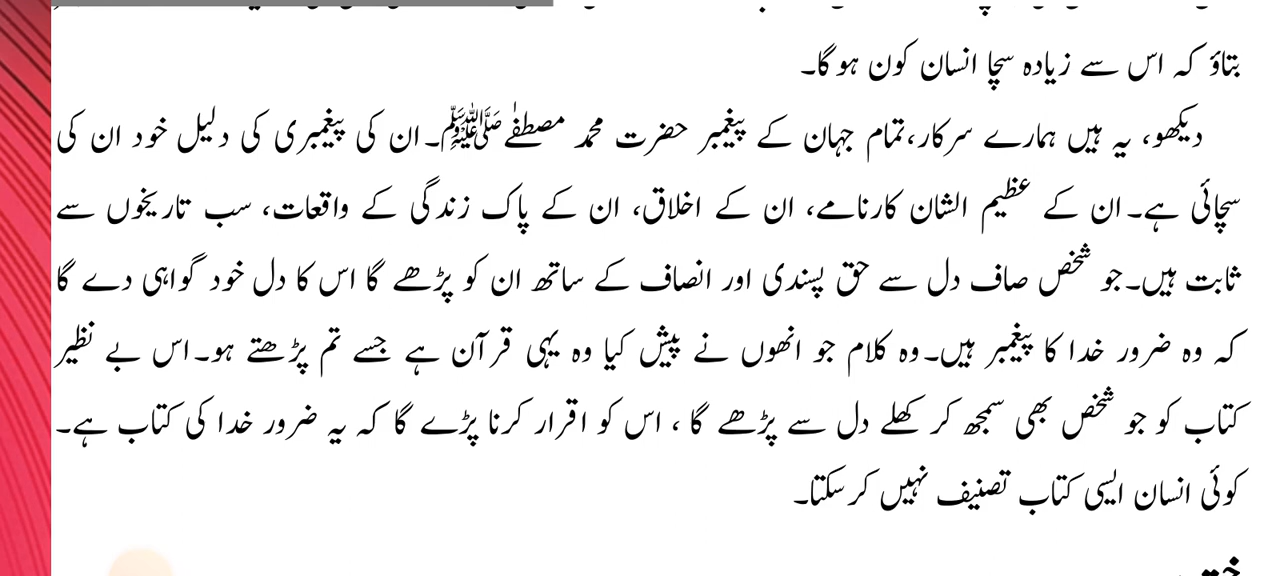 بتاؤ کہ اس سے زیادہ سچا انسان کون ہو گا۔
دیکھو، یہ ہیں ہمارے سرکار،تمام جہان کے پیغمبر حضرت محمد مصطفےٰ ﷺ۔ان کی پیغمبری کی دلیل خود ان کی
سچائی ہے۔ان کے عظیم الشان کارنامے، ان کے اخلاق، ان کے پاک زندگی کے واقعات، سب تاریخوں سے
ثابت ہیں۔جو شخص صاف دل سے حق پسندی اور انصاف کے ساتھ ان کو پڑھے گا اس کا دل خود گواہی دے گا
کہ وہ ضرور خدا کا پیغمبر ہیں۔وہ کلام جو انھوں نے پیش کیا وہ یہی قرآن ہے جسے تم پڑھتے ہو۔اس بے نظیر
کتاب کو جو شخص بھی سمجھ کر کھلے دل سے پڑھے گا ، اس کو اقرار کرنا پڑے گا کہ یہ ضرور خدا کی کتاب ہے۔
کوئی انسان ایسی کتاب تصنیف نہیں کر سکتا۔